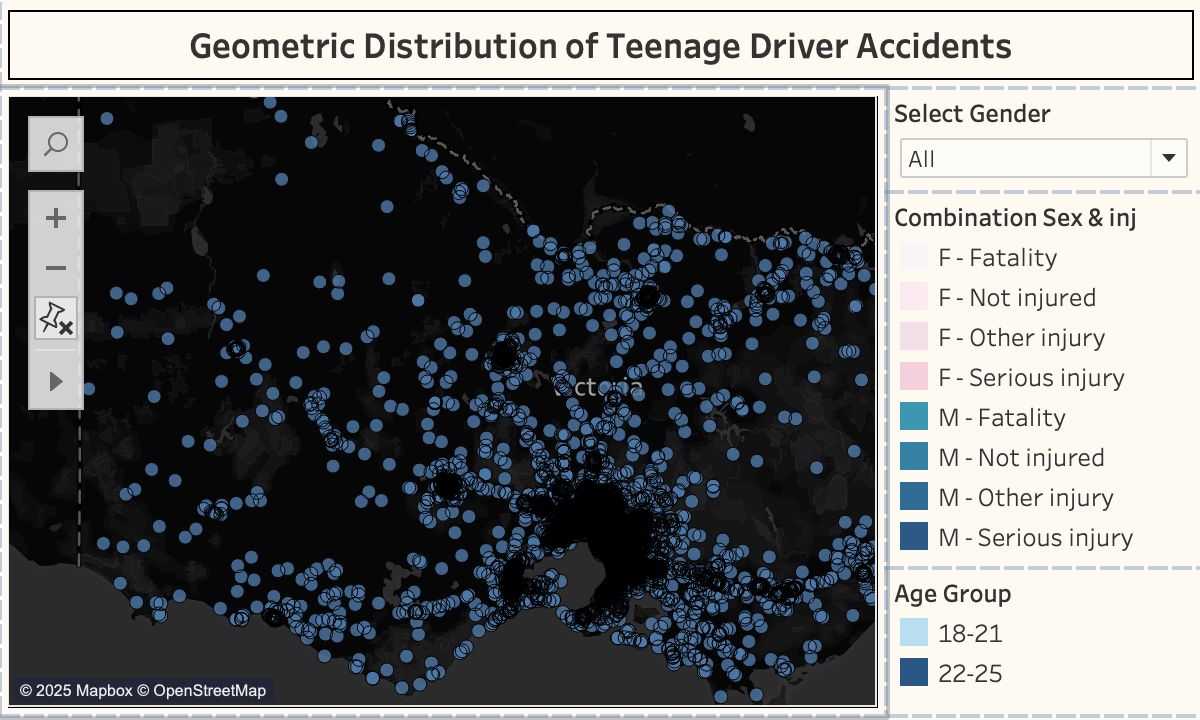 Geometric Distribution of Teenage Driver Accidents
Select Gender
All
Combination Sex & inj
F - Fatality
F - Not injured
F - Other injury
F - Serious injury
M - Fatality
M - Not injured
M - Other injury
M - Serious injury
Age Group
18-21
22-25
Victoria
© 2025 Mapbox © OpenStreetMap